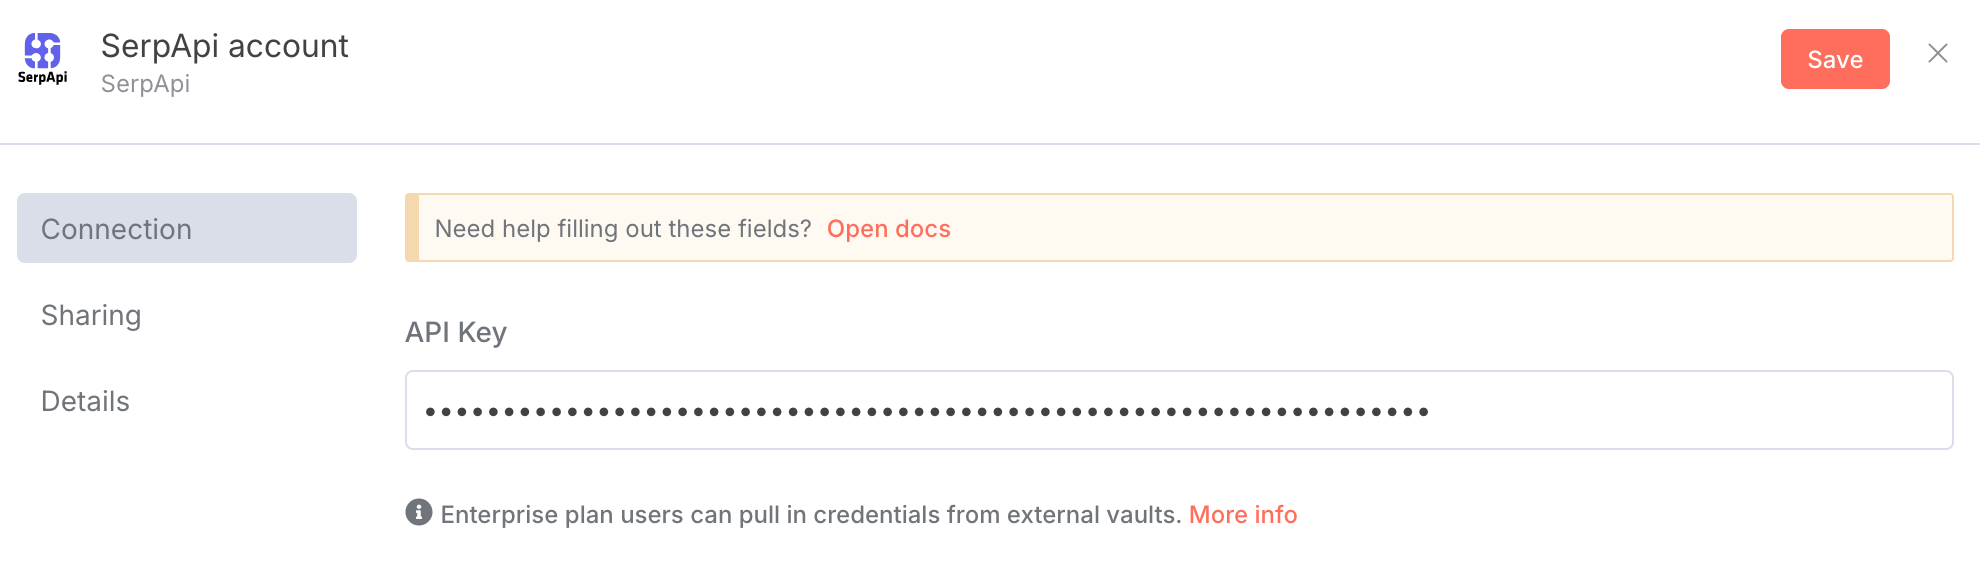 SerpApi
SerpApi account
SerpApi
Save
Connection
Sharing
Details
Need help filling out these fields? Open docs
API Key
••••••••••••••••••••••••••••••••••••••••••••••••••••••••••••••••
Enterprise plan users can pull in credentials from external vaults. More info